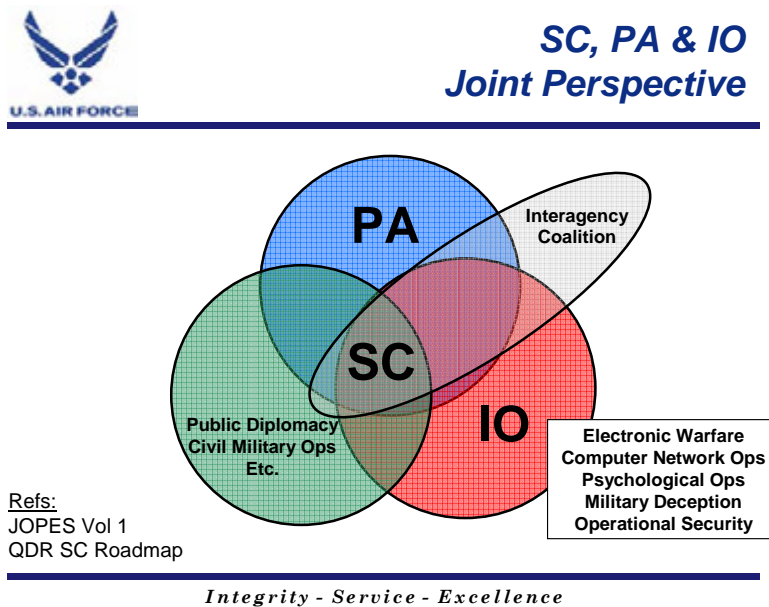 U.S. AIR FORCE
SC, PA & IO
Joint Perspective
PA
Interagency
Coalition
SC
IO
Public Diplomacy
Civil Military Ops
Etc.
Electronic Warfare
Computer Network Ops
Psychological Ops
Military Deception
Operational Security
Refs:
JOPES Vol 1
QDR SC Roadmap
Integrity - Service - Excellence